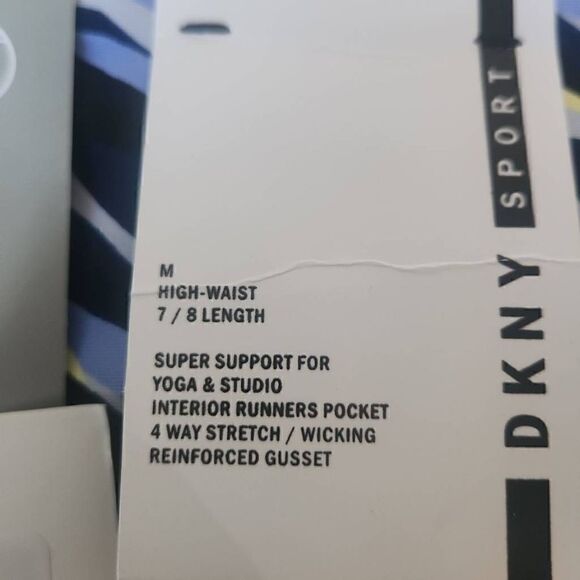 M
HIGH-WAIST
7 / 8 LENGTH
SUPER SUPPORT FOR
YOGA & STUDIO
INTERIOR RUNNERS POCKET
4 WAY STRETCH / WICKING
REINFORCED GUSSET
DKNY SPORT